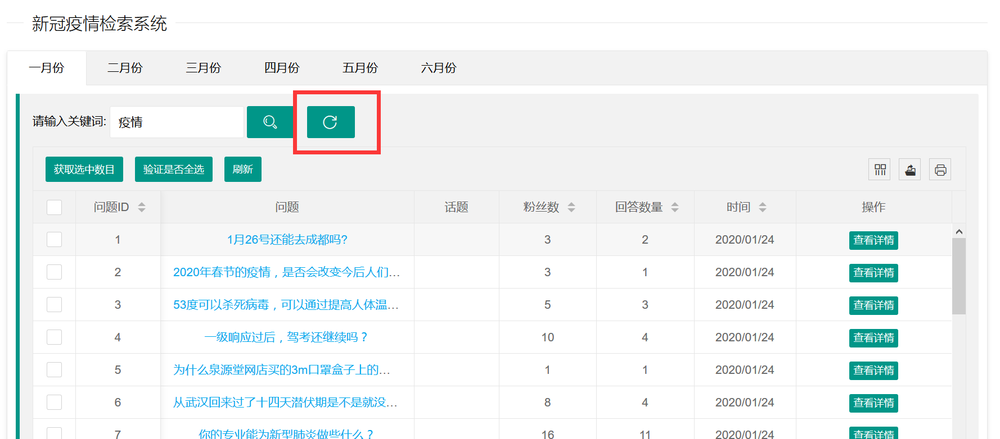 新冠疫情检索系统
一月份 二月份 三月份 四月份 五月份 六月份
请输入关键词: 疫情
获取选中数目 验证是否全选 刷新
问题ID 问题 话题 粉丝数 回答数量 时间 操作
1 1月26号还能去成都吗? 3 2 2020/01/24 查看详情
2 2020年春节的疫情，是否会改变今后人们… 3 1 2020/01/24 查看详情
3 53度可以杀死病毒，可以通过提高人体温… 5 3 2020/01/24 查看详情
4 一级响应过后，驾考还继续吗？ 10 4 2020/01/24 查看详情
5 为什么泉源堂网店买的3m口罩盒子上的… 1 1 2020/01/24 查看详情
6 从武汉回来过了十四天潜伏期是不是就没… 8 4 2020/01/24 查看详情
7 你的专业能为新型肺炎做些什么？ 16 11 2020/01/24 查看详情